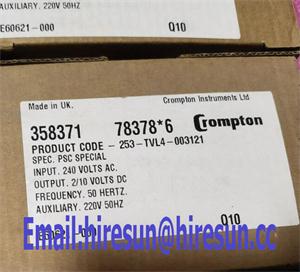 AUXILIARY. 220V 50HZ
E60621-000 Q10
Made in UK. Crompton Instruments Ltd
358371 78378*6 Crompton
PRODUCT CODE - 253-TVL4-003121
SPEC. PSC SPECIAL
INPUT. 240 VOLTS AC.
OUTPUT. 2/10 VOLTS DC
FREQUENCY. 50 HERTZ.
AUXILIARY. 220V 50HZ
Q10
Email:hiresun@hiresun.cc